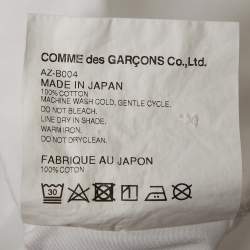 COMME des GARÇONS Co.,Ltd.
AZ-B004
MADE IN JAPAN
100% COTTON
MACHINE WASH COLD, GENTLE CYCLE.
DO NOT BLEACH.
LINE DRY IN SHADE.
WARM IRON.
DO NOT DRYCLEAN.
FABRIQUE AU JAPON
100% COTON
30